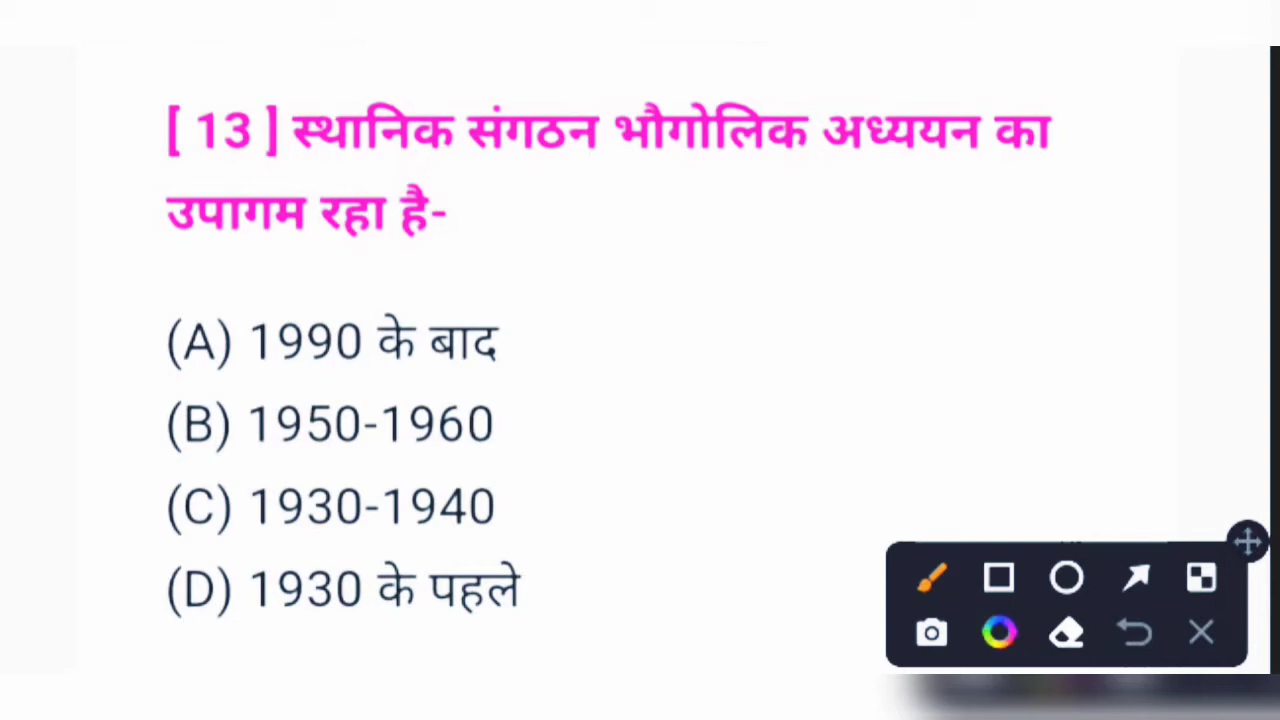 [ 13 ] स्थानिक संगठन भौगोलिक अध्ययन का
उपागम रहा है-
(A) 1990 के बाद
(B) 1950-1960
(C) 1930-1940
(D) 1930 के पहले